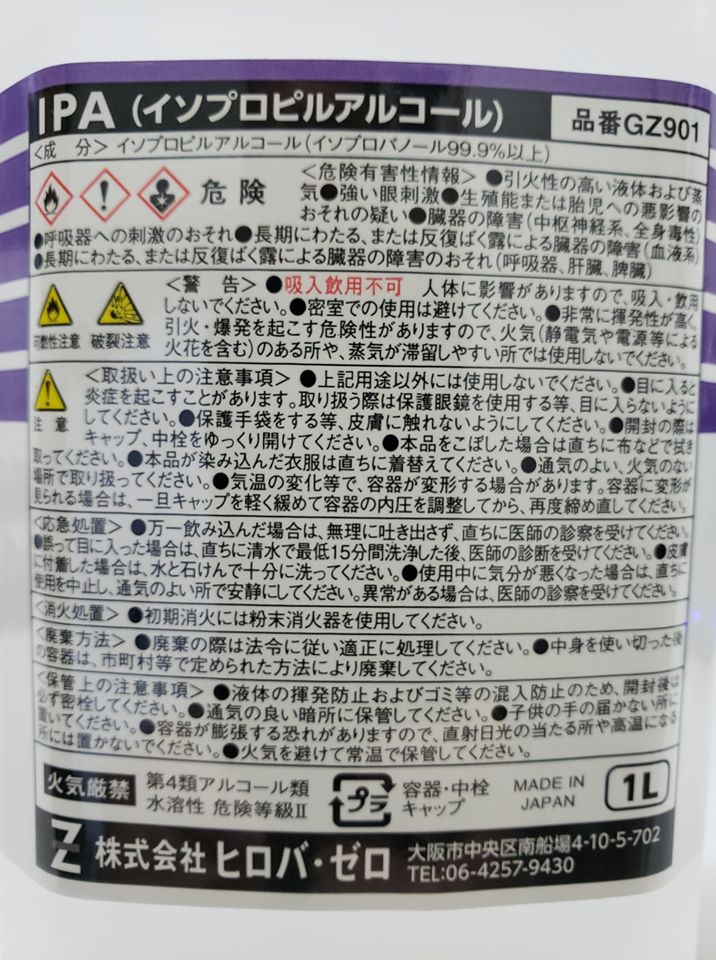 IPA (イソプロピルアルコール) 品番GZ901
<成 分> イソプロピルアルコール(イソプロパノール99.9%以上)
危険
<危険有害性情報> ●引火性の高い液体および蒸
気●強い眼刺激●生殖能または胎児への悪影響の
おそれの疑い●臓器の障害(中枢神経系、全身毒性)
●呼吸器への刺激のおそれ●長期にわたる、または反復ばく露による臓器の障害(血液系)
●長期にわたる、または反復ばく露による臓器の障害のおそれ(呼吸器、肝臓、脾臓)
可燃性注意 破裂注意
<警 告> ●吸入飲用不可 人体に影響がありますので、吸入・飲用
しないでください。●密室での使用は避けてください。●非常に揮発性が高く、
引火・爆発を起こす危険性がありますので、火気(静電気や電源等による
火花を含む)のある所や、蒸気が滞留しやすい所では使用しないでください。
注 意
<取扱い上の注意事項> ●上記用途以外には使用しないでください。●目に入ると
炎症を起こすことがあります。取り扱う際は保護眼鏡を使用する等、目に入らないように
してください。●保護手袋をする等、皮膚に触れないようにしてください。●開封の際は
キャップ、中栓をゆっくり開けてください。●本品をこぼした場合は直ちに布などで拭き
取ってください。●本品が染み込んだ衣服は直ちに着替えてください。●通気のよい、火気のない
場所で取り扱ってください。●気温の変化等で、容器が変形する場合があります。容器に変形が
見られる場合は、一旦キャップを軽く緩めて容器の内圧を調整してから、再度締め直してください。
<応急処置> ●万一飲み込んだ場合は、無理に吐き出さず、直ちに医師の診察を受けてください。
●誤って目に入った場合は、直ちに清水で最低15分間洗浄した後、医師の診断を受けてください。●皮膚
に付着した場合は、水と石けんで十分に洗ってください。●使用中に気分が悪くなった場合は、直ちに
使用を中止し、通気のよい所で安静にしてください。異常がある場合は、医師の診察を受けてください。
<消火処置> ●初期消火には粉末消火器を使用してください。
<廃棄方法> ●廃棄の際は法令に従い適正に処理してください。●中身を使い切った後
の容器は、市町村等で定められた方法により廃棄してください。
<保管上の注意事項> ●液体の揮発防止およびゴミ等の混入防止のため、開封後は
必ず密栓してください。●通気の良い暗所に保管してください。●子供の手の届かない所に
置いてください。●容器が膨張する恐れがありますので、直射日光の当たる所や高温になる
所には置かないでください。●火気を避けて常温で保管してください。
火気厳禁
第4類アルコール類
水溶性 危険等級II
プラ
容器・中栓
キャップ
MADE IN
JAPAN
1L
Z 株式会社 ヒロバ・ゼロ
大阪市中央区南船場4-10-5-702
TEL:06-4257-9430